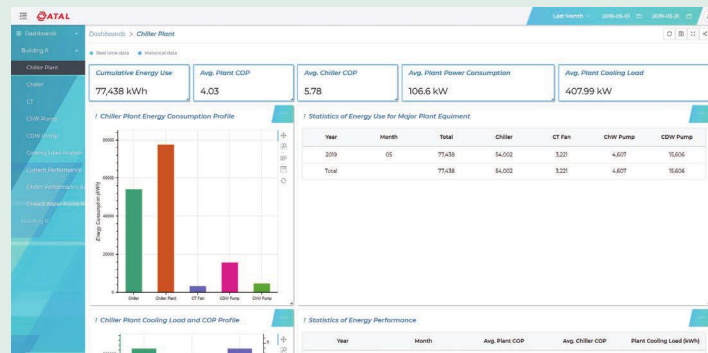 ATAL
Last Month
2019-05-01
2019-05-31
Dashboards
Dashboards > Chiller Plant
Building A
Real time data
Historical data
Chiller Plant
Chiller
CT
ChW Pump
CDW Pump
Cumulative Energy Use
77,438 kWh
Avg. Plant COP
4.03
Avg. Chiller COP
5.78
Avg. Plant Power Consumption
106.6 kW
Avg. Plant Cooling Load
407.99 kW
! Chiller Plant Energy Consumption Profile
Energy Consumption (kWh)
80000
60000
40000
20000
0
Chiller Chiller Plant CT Fan CDW Pump ChW Pump
! Statistics of Energy Use for Major Plant Equiment
Year Month Total Chiller CT Fan ChW Pump CDW Pump
2019 05 77,438 54,002 3,221 4,607 15,606
Total 77,438 54,002 3,221 4,607 15,606
! Chiller Plant Cooling Load and COP Profile
! Statistics of Energy Performance
Year Month Avg. Plant COP Avg. Chiller COP Plant Cooling Load (kWh)